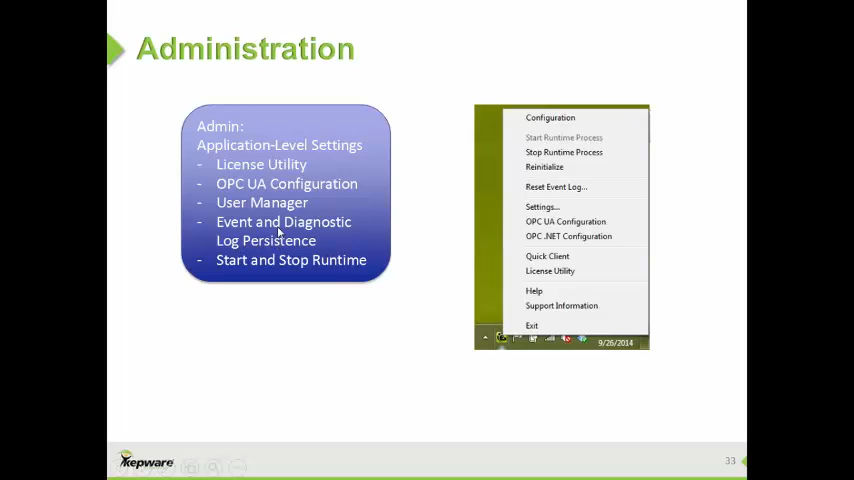 Administration
Admin:
Application-Level Settings
- License Utility
- OPC UA Configuration
- User Manager
- Event and Diagnostic
Log Persistence
- Start and Stop Runtime
Configuration
Start Runtime Process
Stop Runtime Process
Reinitialize
Reset Event Log...
Settings...
OPC UA Configuration
OPC .NET Configuration
Quick Client
License Utility
Help
Support Information
Exit
9/26/2014
kepware
33